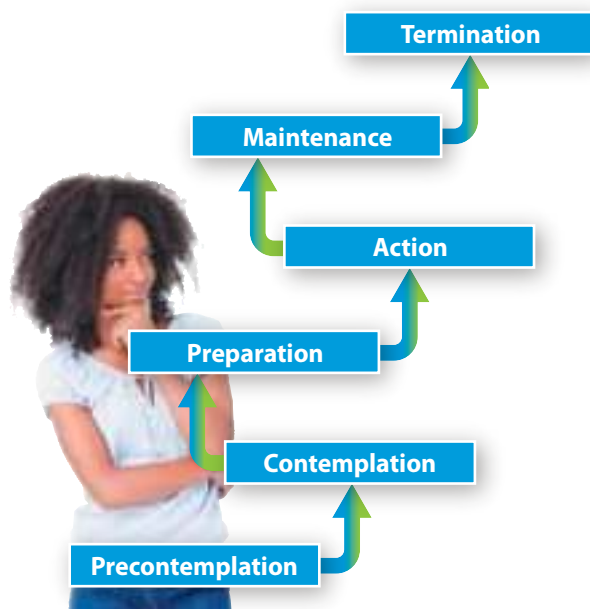 Termination
Maintenance
Action
Preparation
Contemplation
Precontemplation